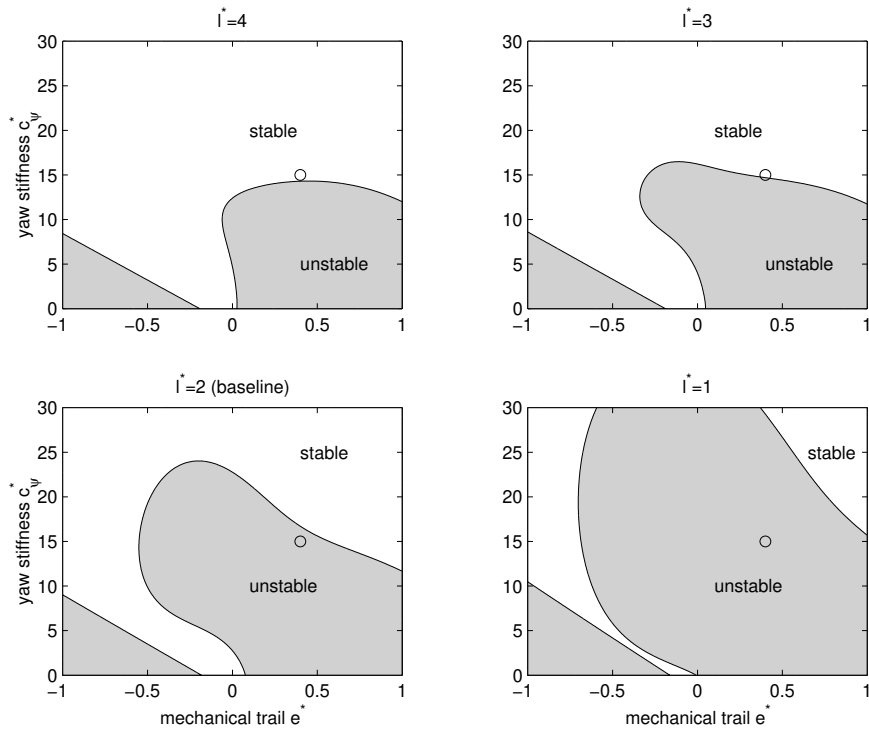 l*=4
30
25
20
15
10
5
0
yaw stiffness c*ψ
stable
unstable
−1 −0.5 0 0.5 1
l*=3
30
25
20
15
10
5
0
stable
unstable
−1 −0.5 0 0.5 1
l*=2 (baseline)
30
25
20
15
10
5
0
yaw stiffness c*ψ
stable
unstable
−1 −0.5 0 0.5 1
mechanical trail e*
l*=1
30
25
20
15
10
5
0
stable
unstable
−1 −0.5 0 0.5 1
mechanical trail e*